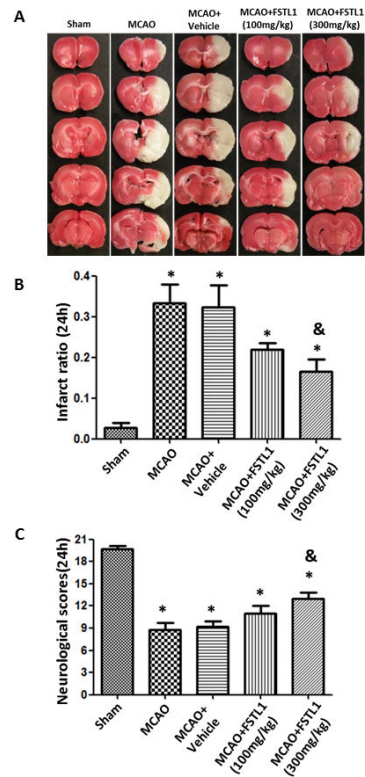 A
Sham MCAO MCAO+ Vehicle MCAO+FSTL1 (100mg/kg) MCAO+FSTL1 (300mg/kg)
B
Infarct ratio (24h)
0.4
0.3
0.2
0.1
0.0
* * * & *
Sham
MCAO
MCAO+
Vehicle
MCAO+FSTL1
(100mg/kg)
MCAO+FSTL1
(300mg/kg)
C
Neurological scores(24h)
21
18
15
12
9
6
3
0
* * * & *
Sham
MCAO
MCAO+
Vehicle
MCAO+FSTL1
(100mg/kg)
MCAO+FSTL1
(300mg/kg)